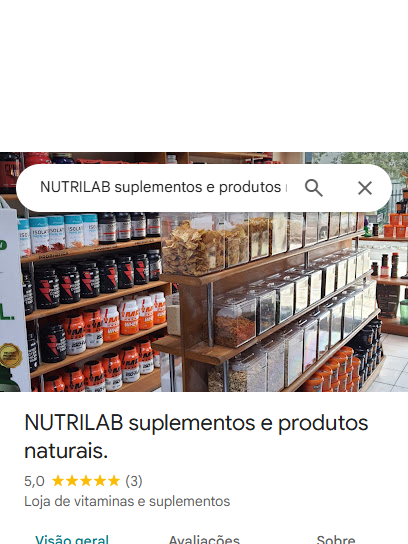 NUTRILAB suplementos e produtos
NUTRILAB suplementos e produtos
naturais.
5,0 (3)
Loja de vitaminas e suplementos
Visão geral Avaliações Sobre